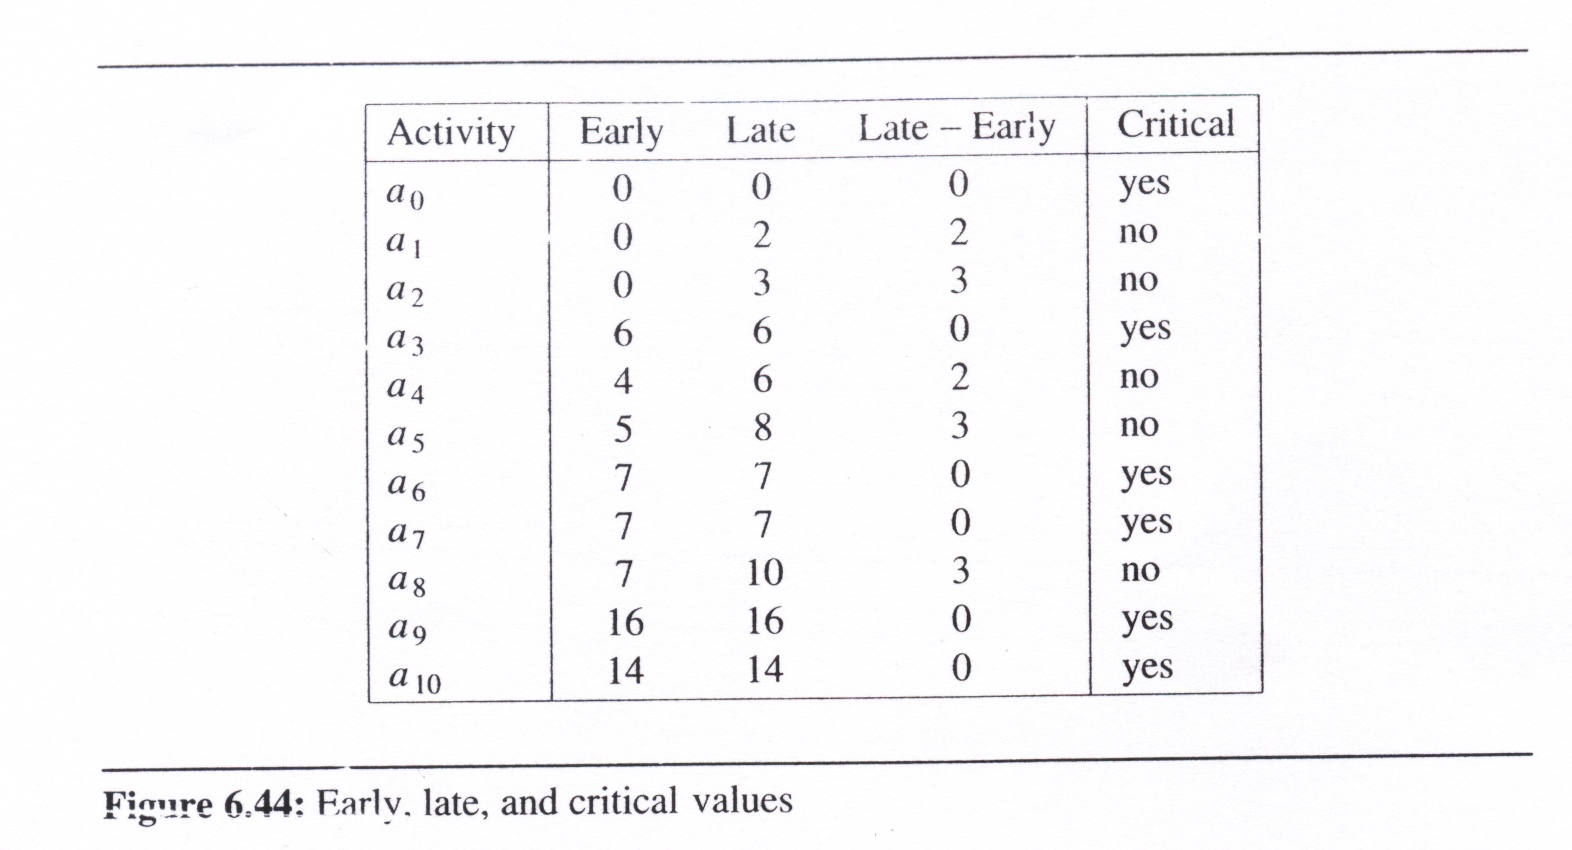 Activity Early Late Late – Early Critical
a0 0 0 0 yes
a1 0 2 2 no
a2 0 3 3 no
a3 6 6 0 yes
a4 4 6 2 no
a5 5 8 3 no
a6 7 7 0 yes
a7 7 7 0 yes
a8 7 10 3 no
a9 16 16 0 yes
a10 14 14 0 yes
Figure 6.44: Early, late, and critical values